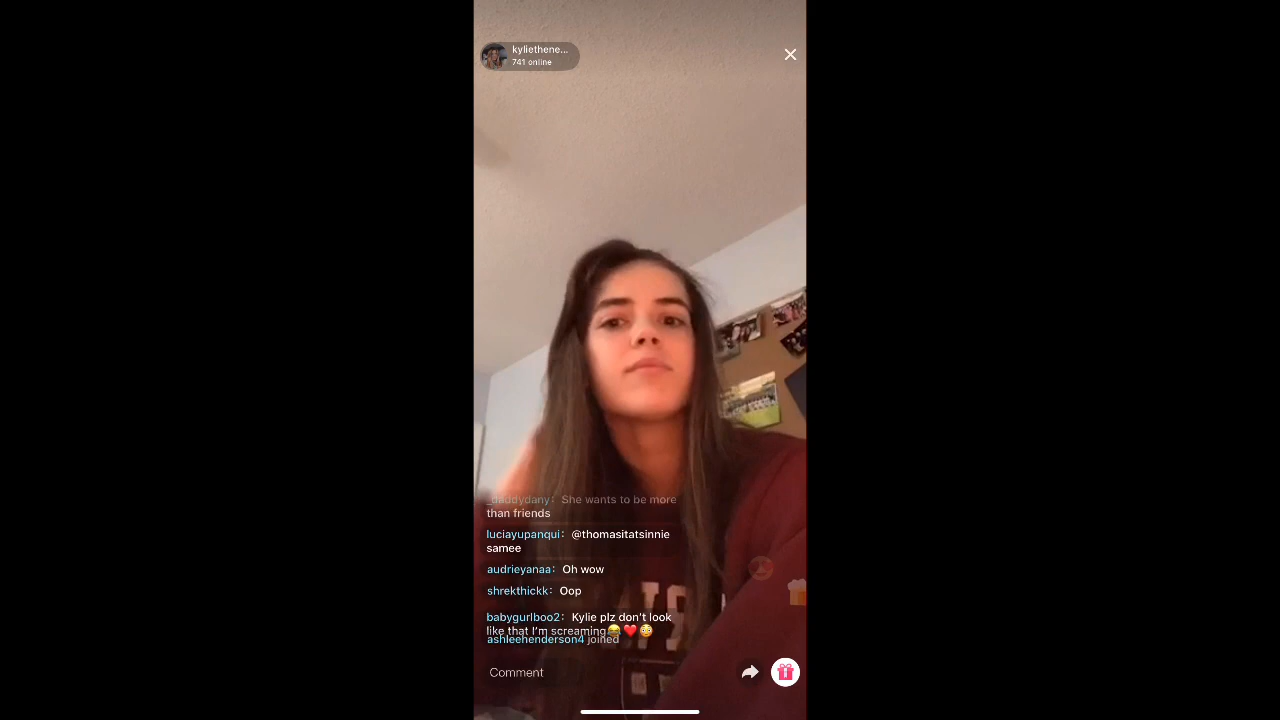 kyliethene...
741 online
_daddydany: She wants to be more
than friends
luciayupanqui: @thomasitatsinnie
samee
audrieyanaa: Oh wow
shrekthickk: Oop
babygurlboo2: Kylie plz don't look
like that I'm screaming😂❤️😳
ashleehenderson4 joined
Comment